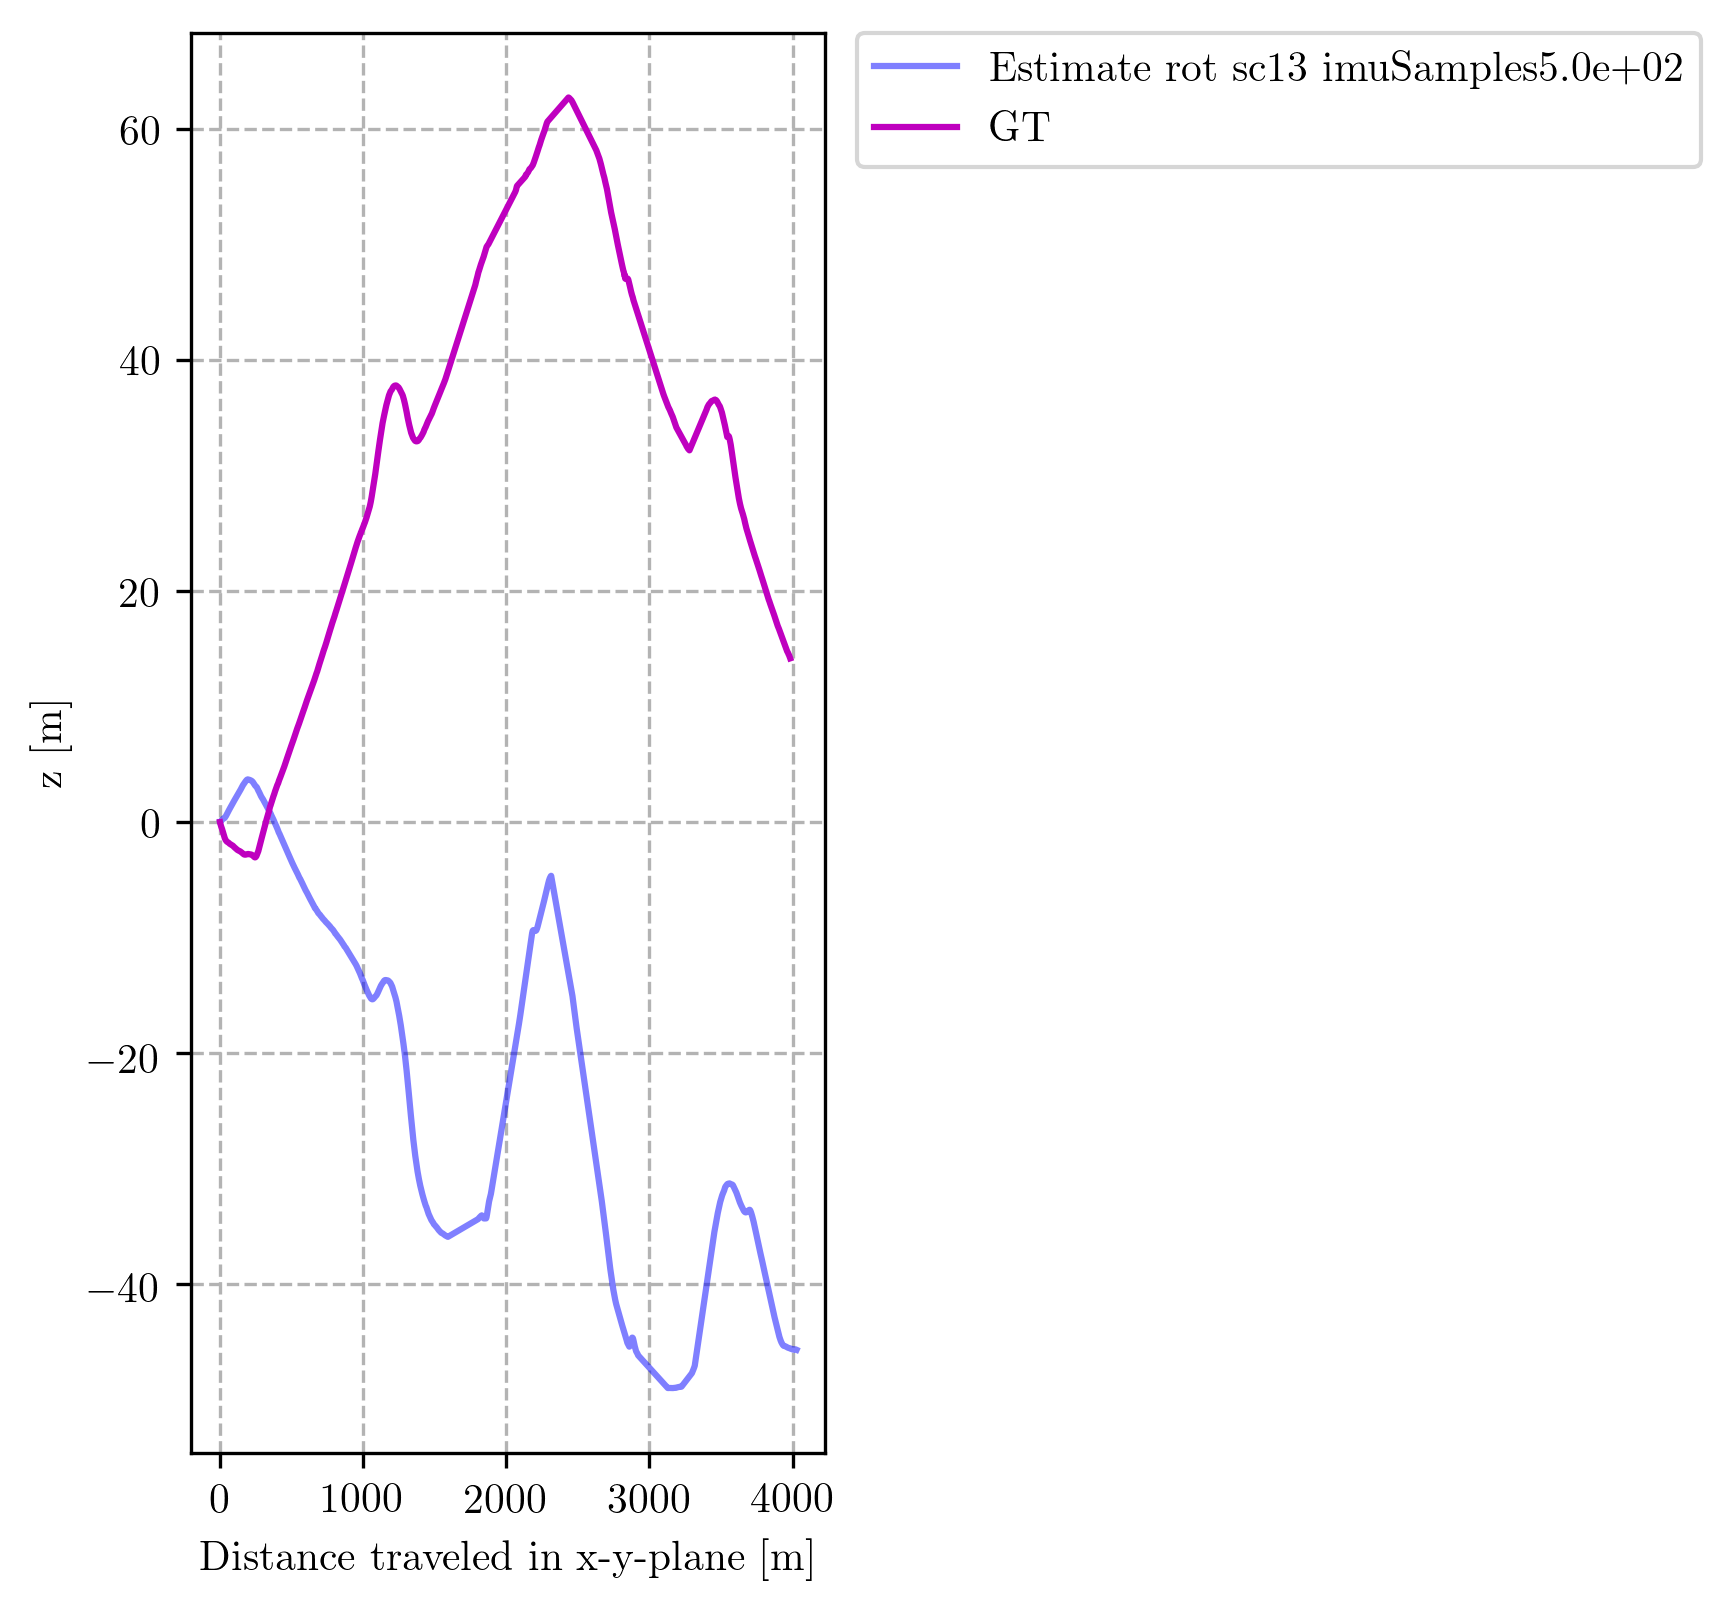 Estimate rot sc13 imuSamples5.0e+02
GT
60
40
20
0
−20
−40
z [m]
0 1000 2000 3000 4000
Distance traveled in x-y-plane [m]